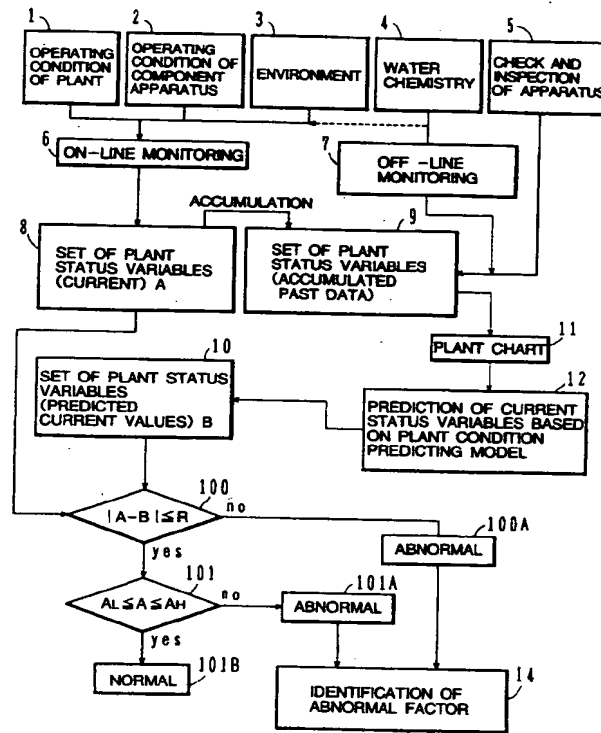 1
2
3
4
5
OPERATING
CONDITION
OF PLANT
OPERATING
CONDITION OF
COMPONENT
APPARATUS
ENVIRONMENT
WATER
CHEMISTRY
CHECK AND
INSPECTION
OF APPARATUS
6
ON-LINE MONITORING
7
OFF-LINE
MONITORING
ACCUMULATION
8
SET OF PLANT
STATUS VARIABLES
(CURRENT) A
9
SET OF PLANT
STATUS VARIABLES
(ACCUMULATED
PAST DATA)
11
PLANT CHART
10
SET OF PLANT STATUS
VARIABLES
(PREDICTED
CURRENT VALUES) B
12
PREDICTION OF CURRENT
STATUS VARIABLES BASED
ON PLANT CONDITION
PREDICTING MODEL
100
|A-B|≦R
no
yes
100A
ABNORMAL
101
AL≦A≦AH
no
yes
101A
ABNORMAL
NORMAL
101B
14
IDENTIFICATION OF
ABNORMAL FACTOR